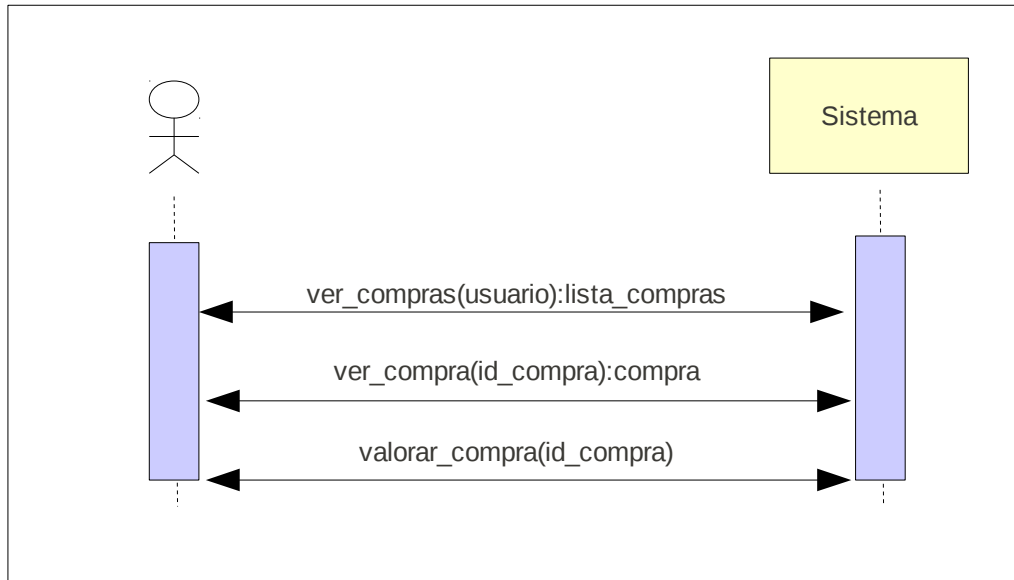 Sistema
ver_compras(usuario):lista_compras
ver_compra(id_compra):compra
valorar_compra(id_compra)